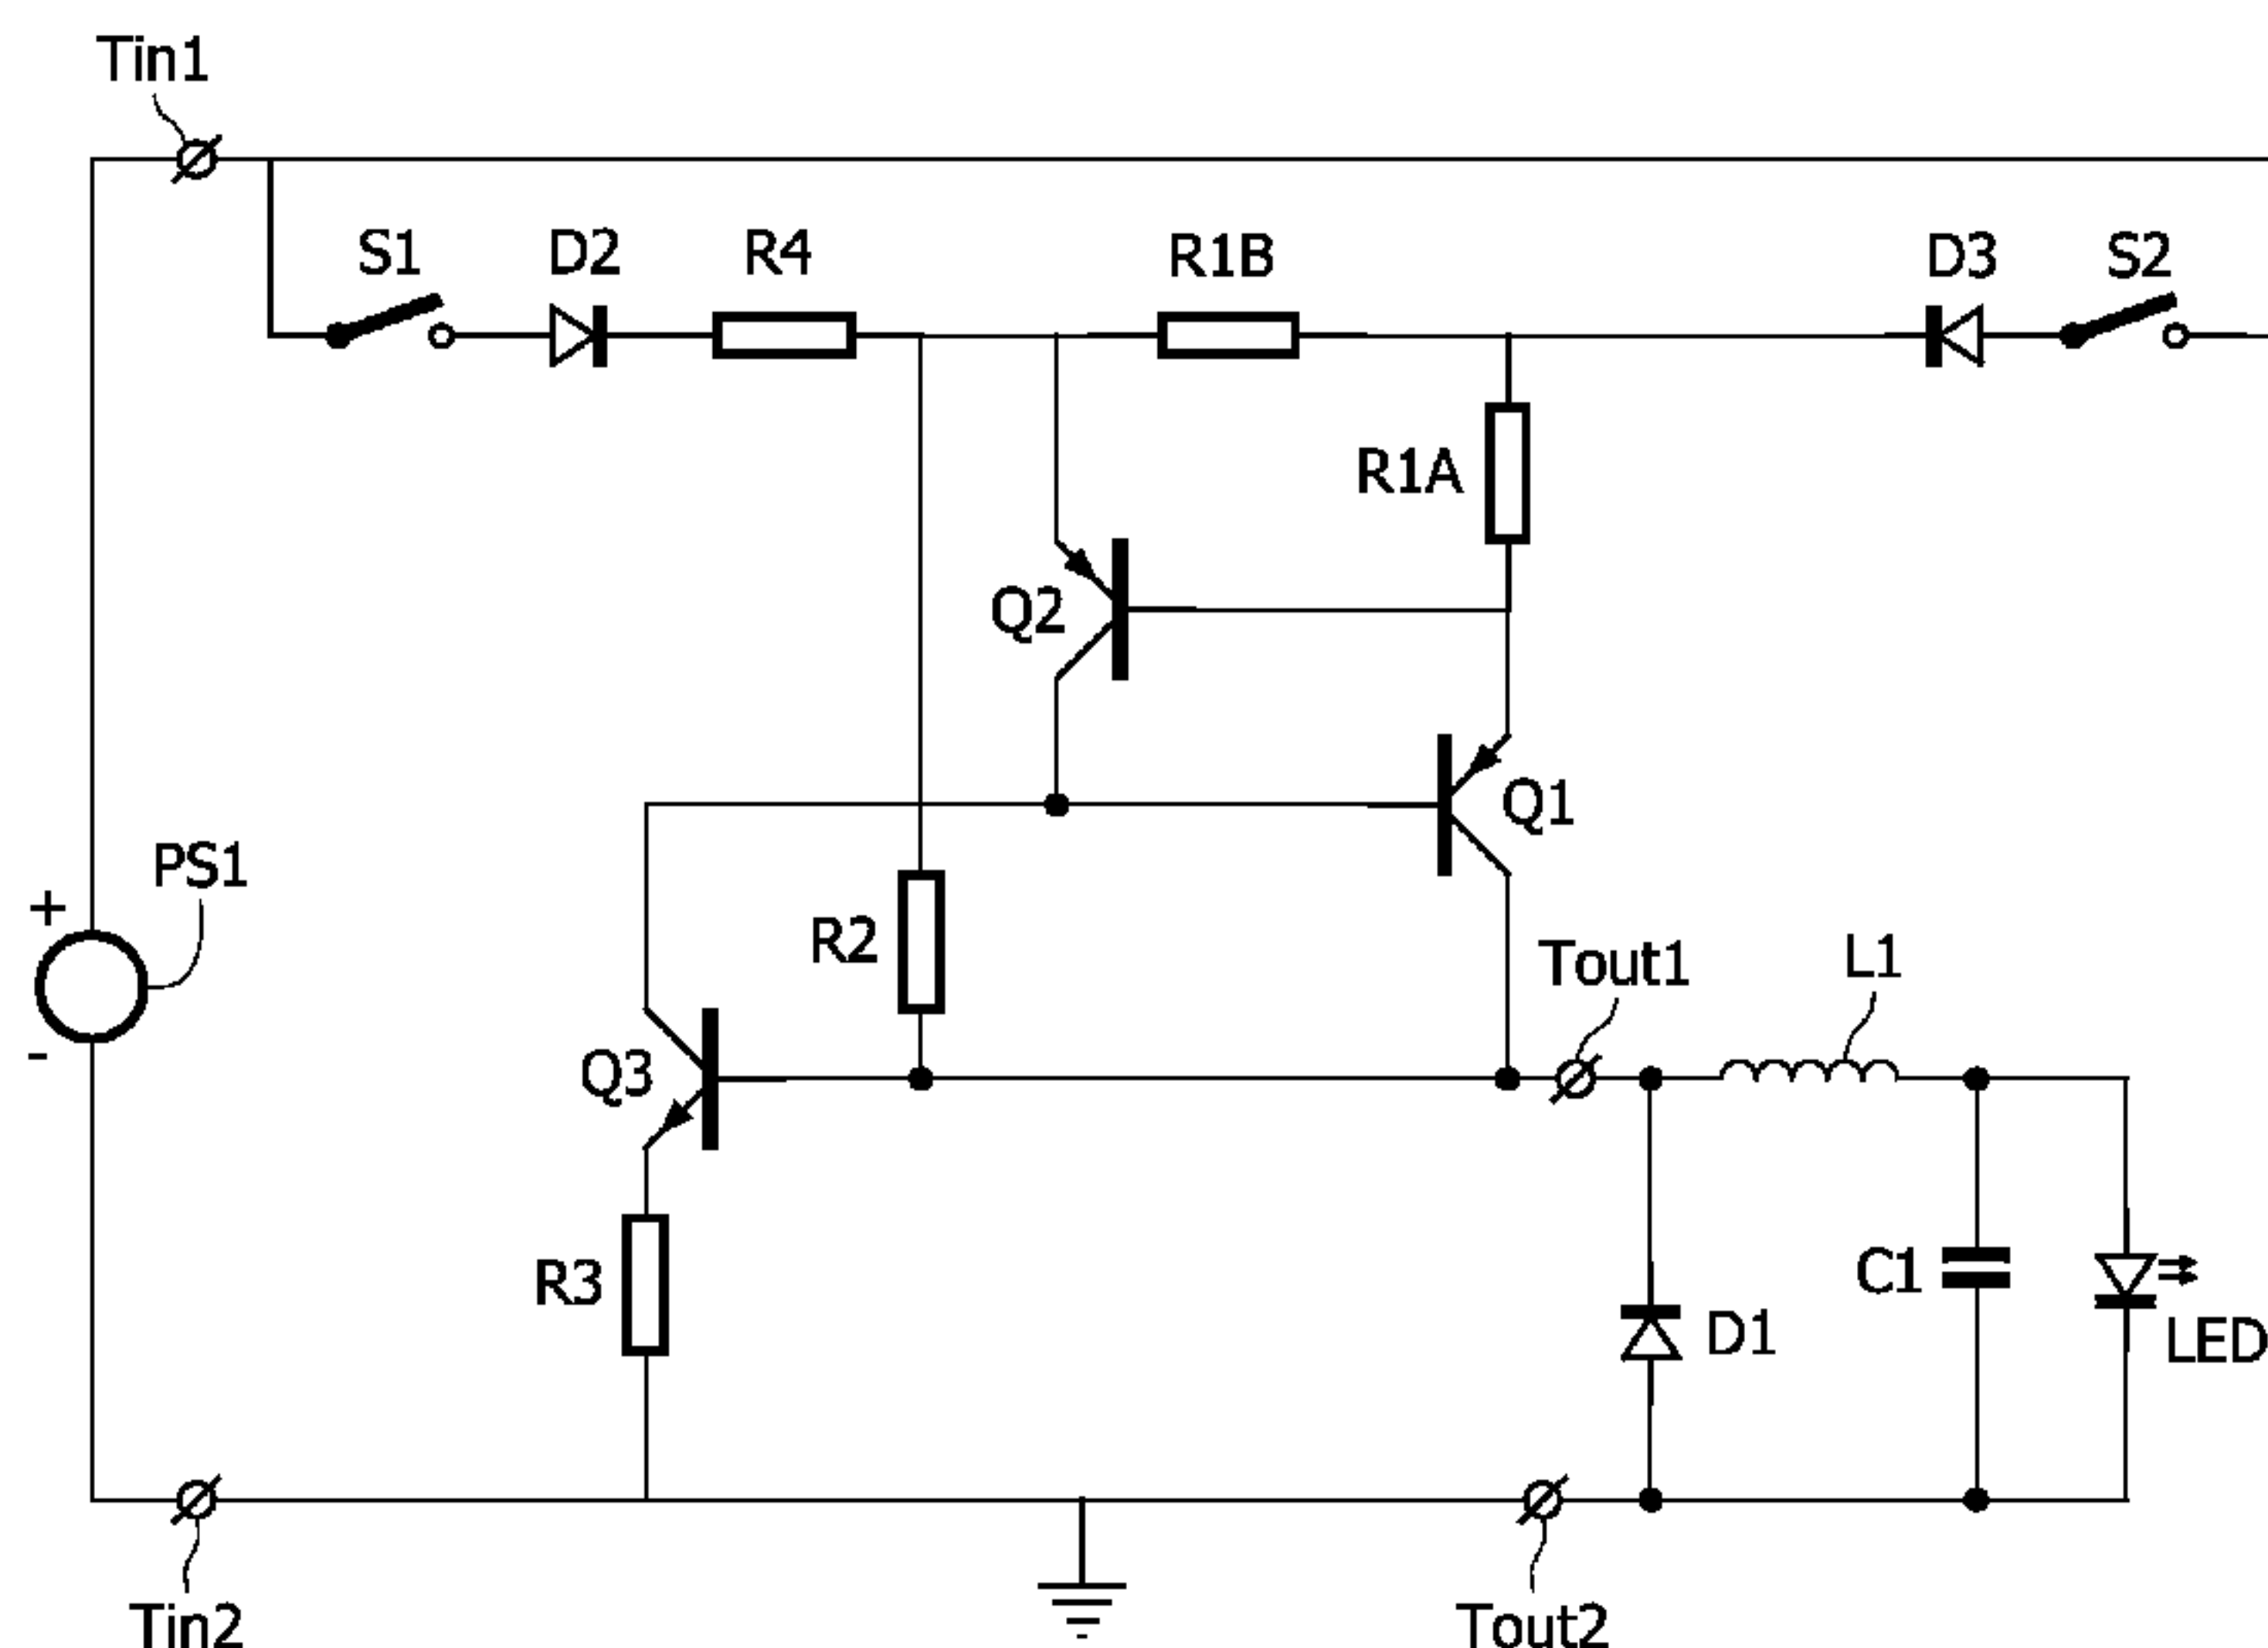 Tin1
S1
D2
R4
R1B
D3
S2
R1A
Q2
Q1
PS1
+
-
R2
Tout1
L1
Q3
R3
C1
D1
LED
Tin2
Tout2